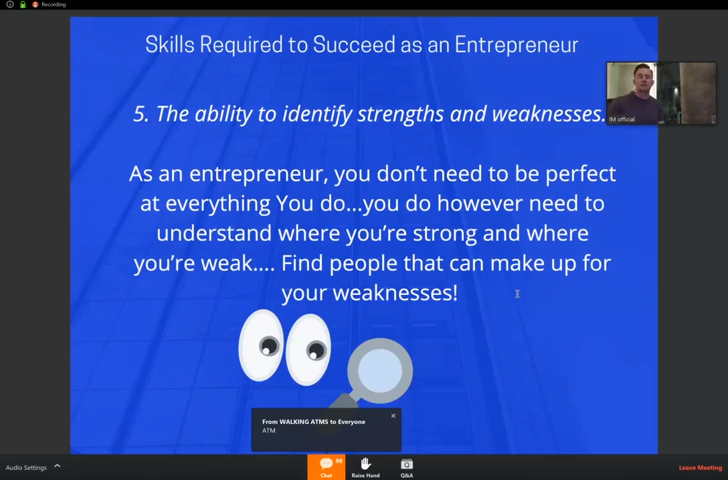 Recording
Skills Required to Succeed as an Entrepreneur
5. The ability to identify strengths and weaknesses.
IM official
As an entrepreneur, you don't need to be perfect
at everything You do...you do however need to
understand where you're strong and where
you're weak.... Find people that can make up for
your weaknesses!
From WALKING ATMS to Everyone
ATM
Audio Settings
Chat
Raise Hand
Q&A
Leave Meeting